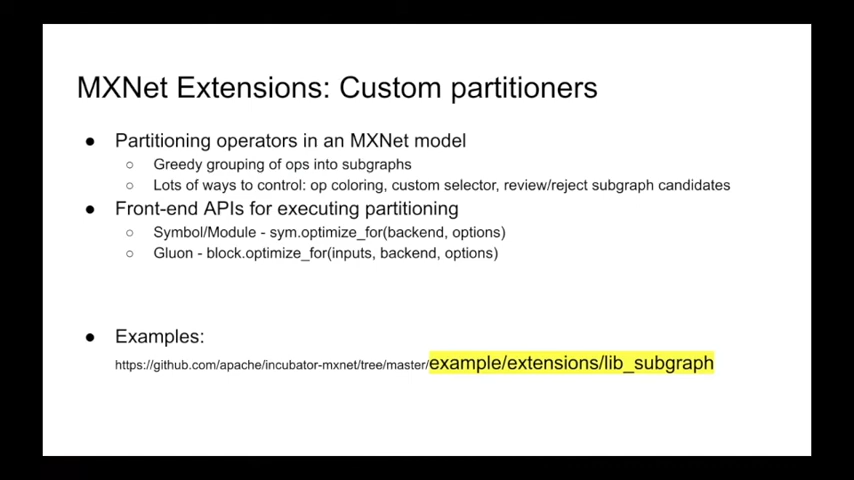 MXNet Extensions: Custom partitioners
● Partitioning operators in an MXNet model
○ Greedy grouping of ops into subgraphs
○ Lots of ways to control: op coloring, custom selector, review/reject subgraph candidates
● Front-end APIs for executing partitioning
○ Symbol/Module - sym.optimize_for(backend, options)
○ Gluon - block.optimize_for(inputs, backend, options)
● Examples:
https://github.com/apache/incubator-mxnet/tree/master/example/extensions/lib_subgraph